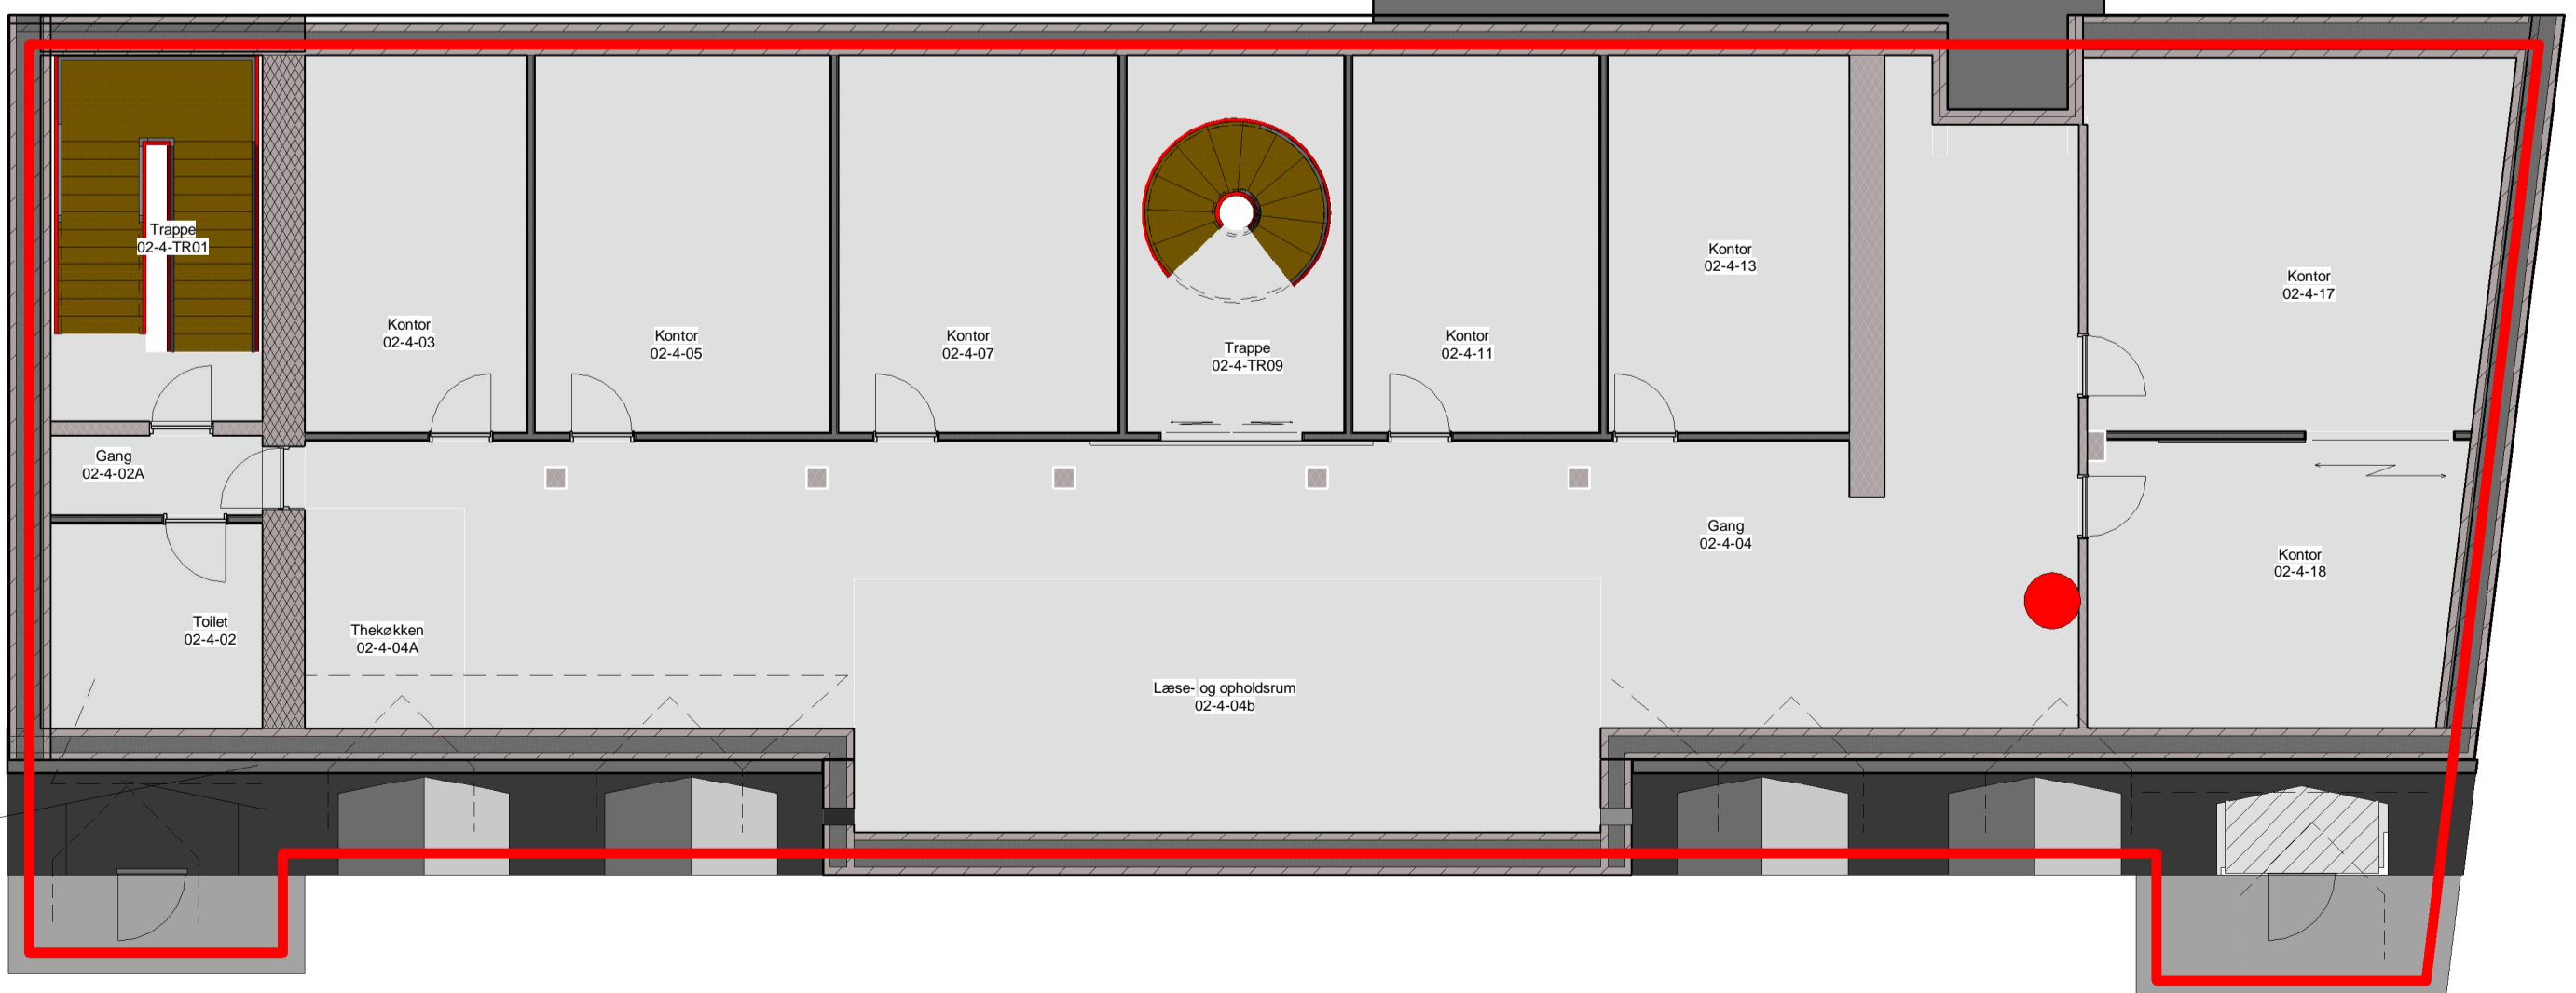 Trappe
02-4-TR01
Kontor
02-4-03
Kontor
02-4-05
Kontor
02-4-07
Trappe
02-4-TR09
Kontor
02-4-11
Kontor
02-4-13
Kontor
02-4-17
Gang
02-4-02A
Gang
02-4-04
Kontor
02-4-18
Toilet
02-4-02
Thekøkken
02-4-04A
Læse- og opholdsrum
02-4-04b